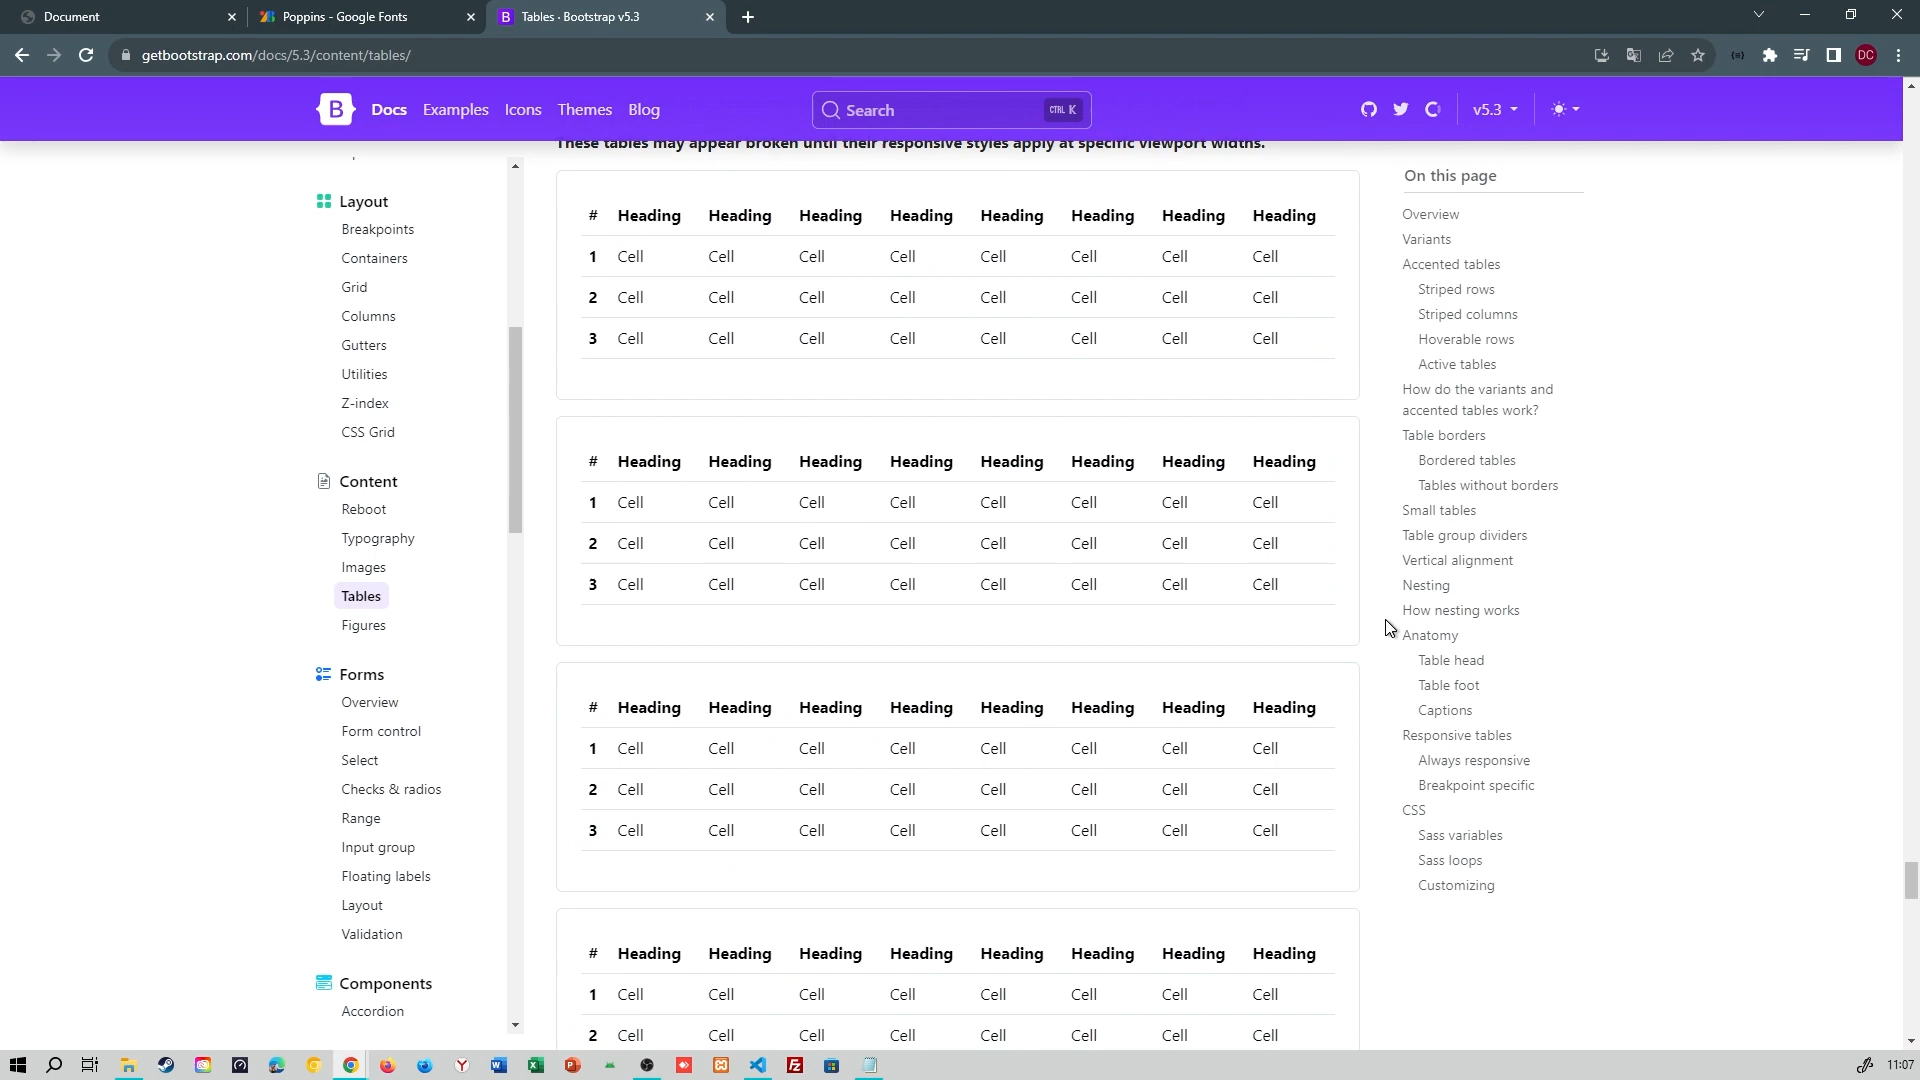 Document
Poppins - Google Fonts
Tables · Bootstrap v5.3
getbootstrap.com/docs/5.3/content/tables/
DC
B
Docs
Examples
Icons
Themes
Blog
Search
CTRL K
v5.3
Layout
Breakpoints
Containers
Grid
Columns
Gutters
Utilities
Z-index
CSS Grid
Content
Reboot
Typography
Images
Tables
Figures
Forms
Overview
Form control
Select
Checks & radios
Range
Input group
Floating labels
Layout
Validation
Components
Accordion
These tables may appear broken until their responsive styles apply at specific viewport widths.
# Heading Heading Heading Heading Heading Heading Heading Heading
1 Cell Cell Cell Cell Cell Cell Cell Cell
2 Cell Cell Cell Cell Cell Cell Cell Cell
3 Cell Cell Cell Cell Cell Cell Cell Cell
# Heading Heading Heading Heading Heading Heading Heading Heading
1 Cell Cell Cell Cell Cell Cell Cell Cell
2 Cell Cell Cell Cell Cell Cell Cell Cell
3 Cell Cell Cell Cell Cell Cell Cell Cell
# Heading Heading Heading Heading Heading Heading Heading Heading
1 Cell Cell Cell Cell Cell Cell Cell Cell
2 Cell Cell Cell Cell Cell Cell Cell Cell
3 Cell Cell Cell Cell Cell Cell Cell Cell
# Heading Heading Heading Heading Heading Heading Heading Heading
1 Cell Cell Cell Cell Cell Cell Cell Cell
2 Cell Cell Cell Cell Cell Cell Cell Cell
On this page
Overview
Variants
Accented tables
Striped rows
Striped columns
Hoverable rows
Active tables
How do the variants and
accented tables work?
Table borders
Bordered tables
Tables without borders
Small tables
Table group dividers
Vertical alignment
Nesting
How nesting works
Anatomy
Table head
Table foot
Captions
Responsive tables
Always responsive
Breakpoint specific
CSS
Sass variables
Sass loops
Customizing
11:07